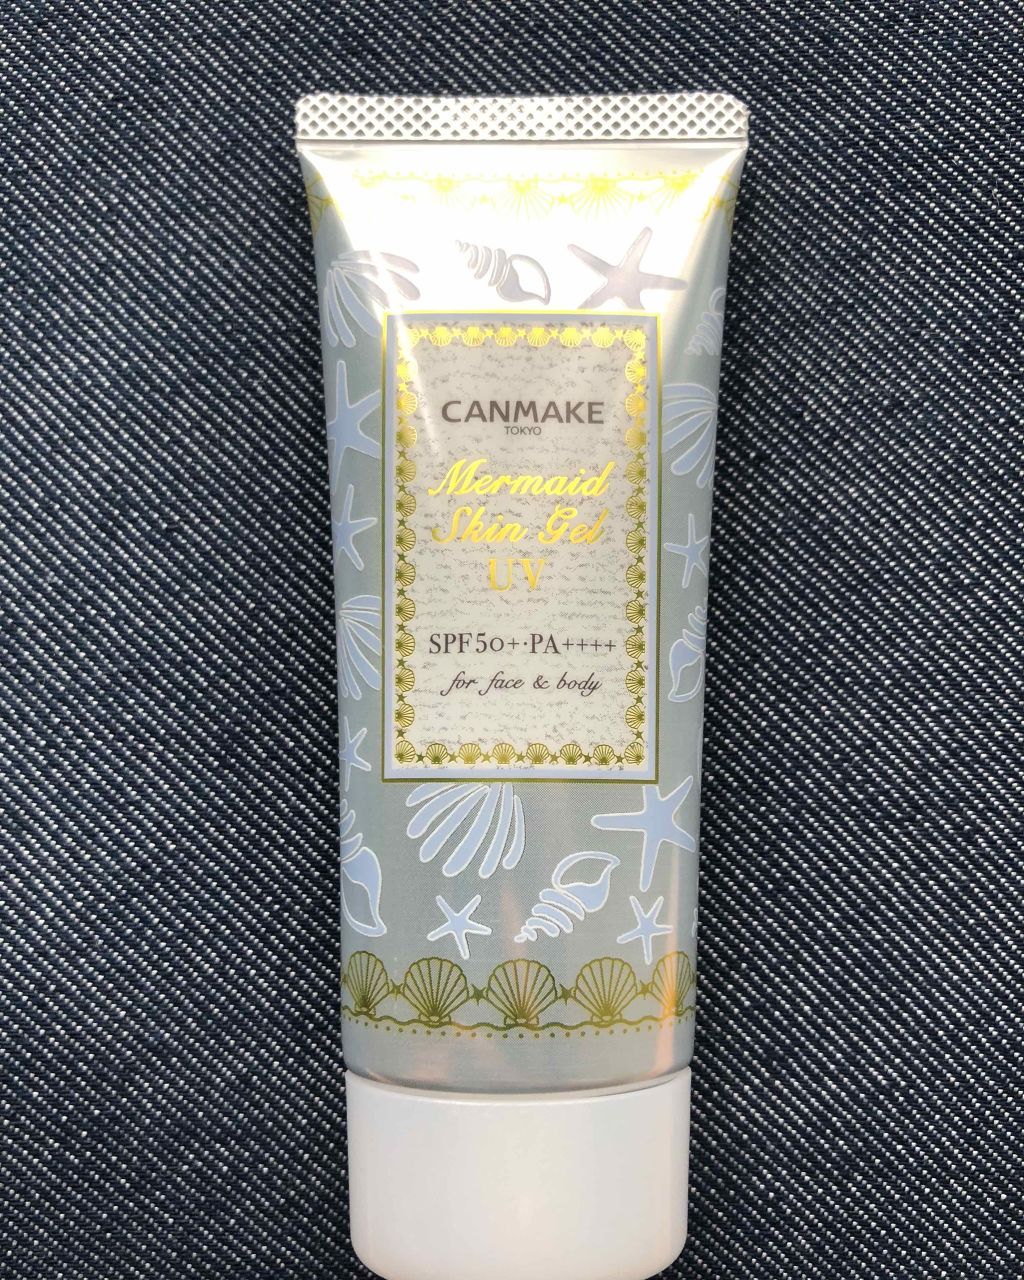 CANMAKE
TOKYO
Mermaid
Skin Gel
UV
SPF50+·PA++++
for face & body